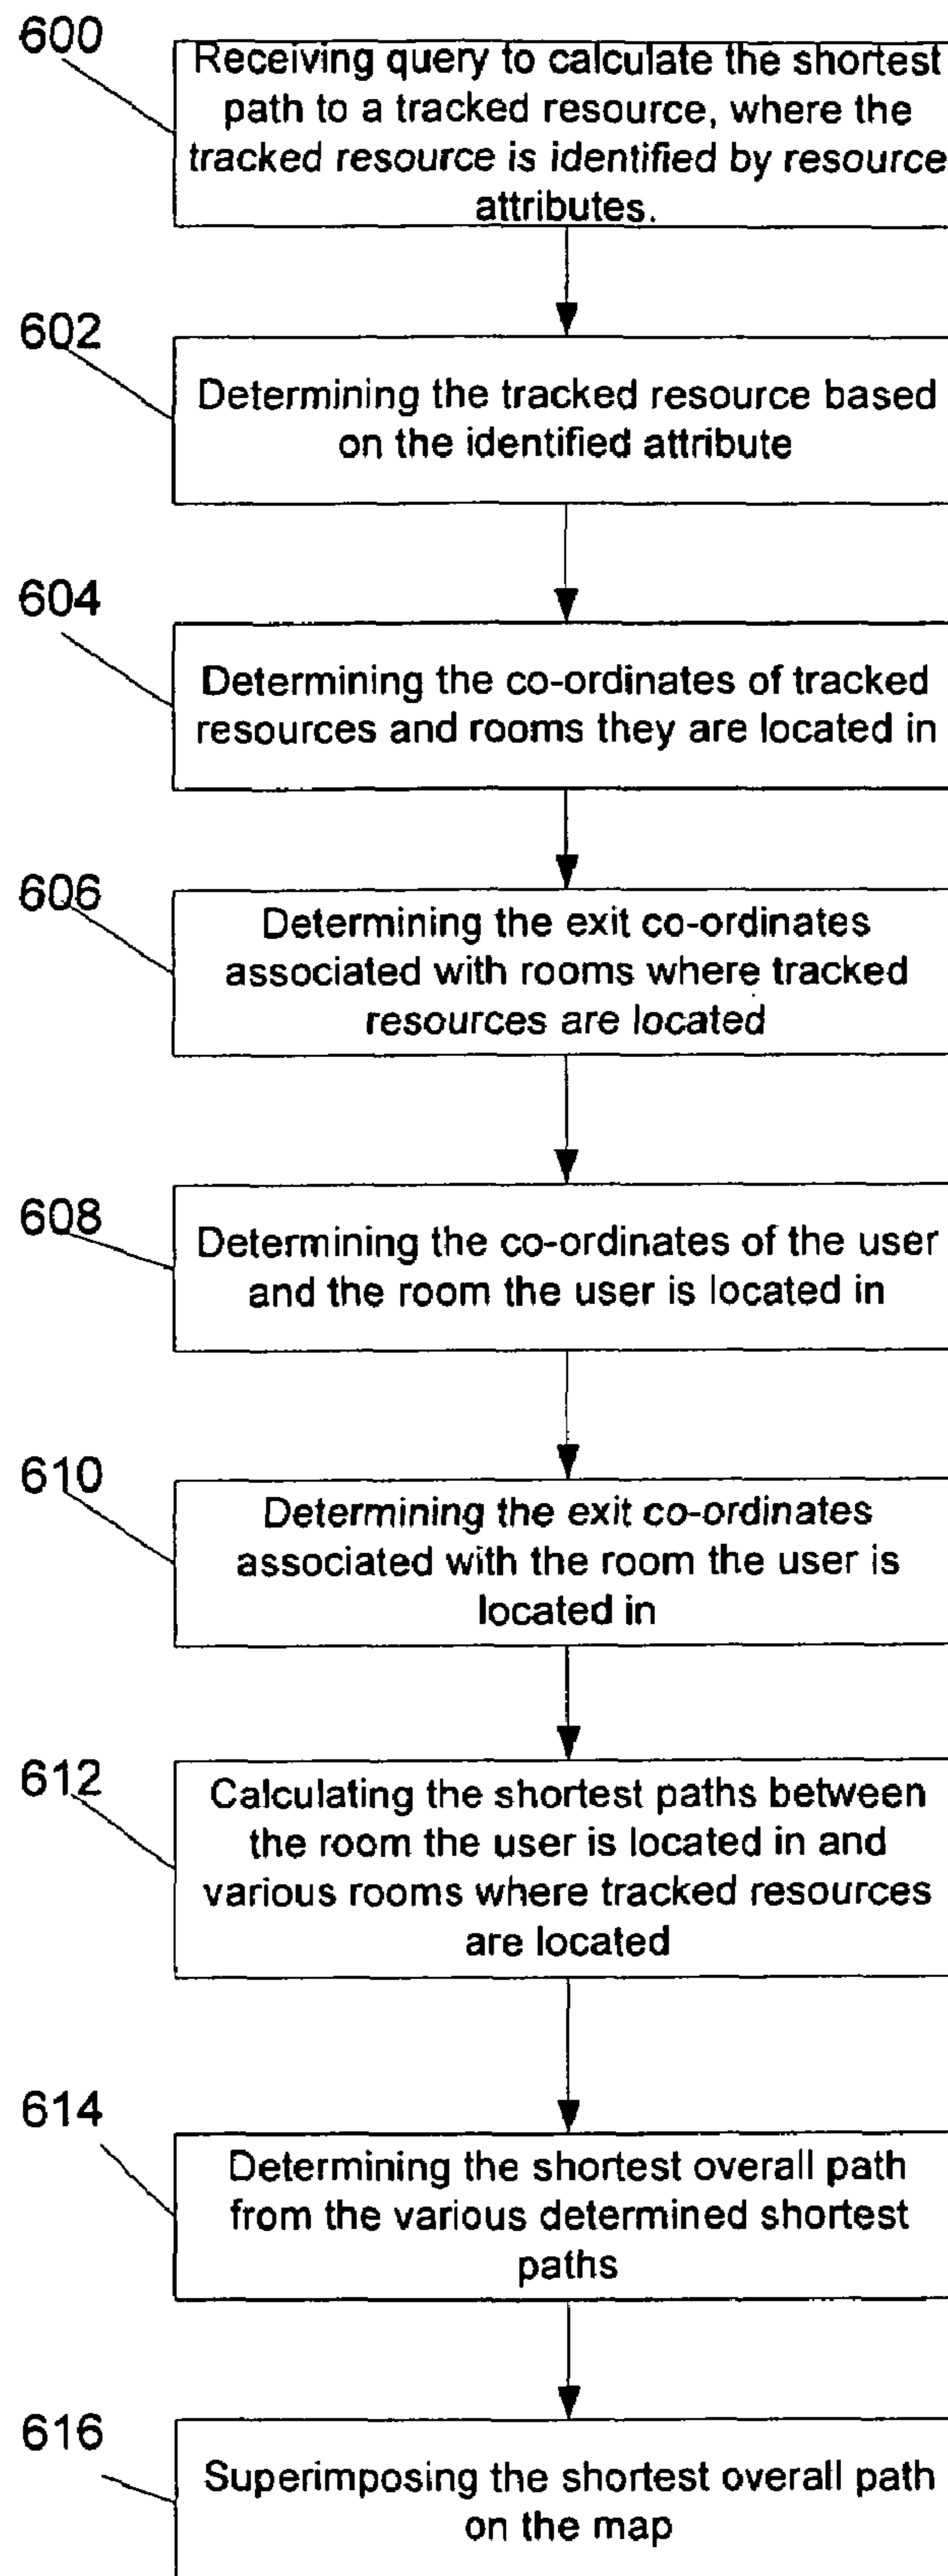 600
Receiving query to calculate the shortest
path to a tracked resource, where the
tracked resource is identified by resource
attributes.
602
Determining the tracked resource based
on the identified attribute
604
Determining the co-ordinates of tracked
resources and rooms they are located in
606
Determining the exit co-ordinates
associated with rooms where tracked
resources are located
608
Determining the co-ordinates of the user
and the room the user is located in
610
Determining the exit co-ordinates
associated with the room the user is
located in
612
Calculating the shortest paths between
the room the user is located in and
various rooms where tracked resources
are located
614
Determining the shortest overall path
from the various determined shortest
paths
616
Superimposing the shortest overall path
on the map